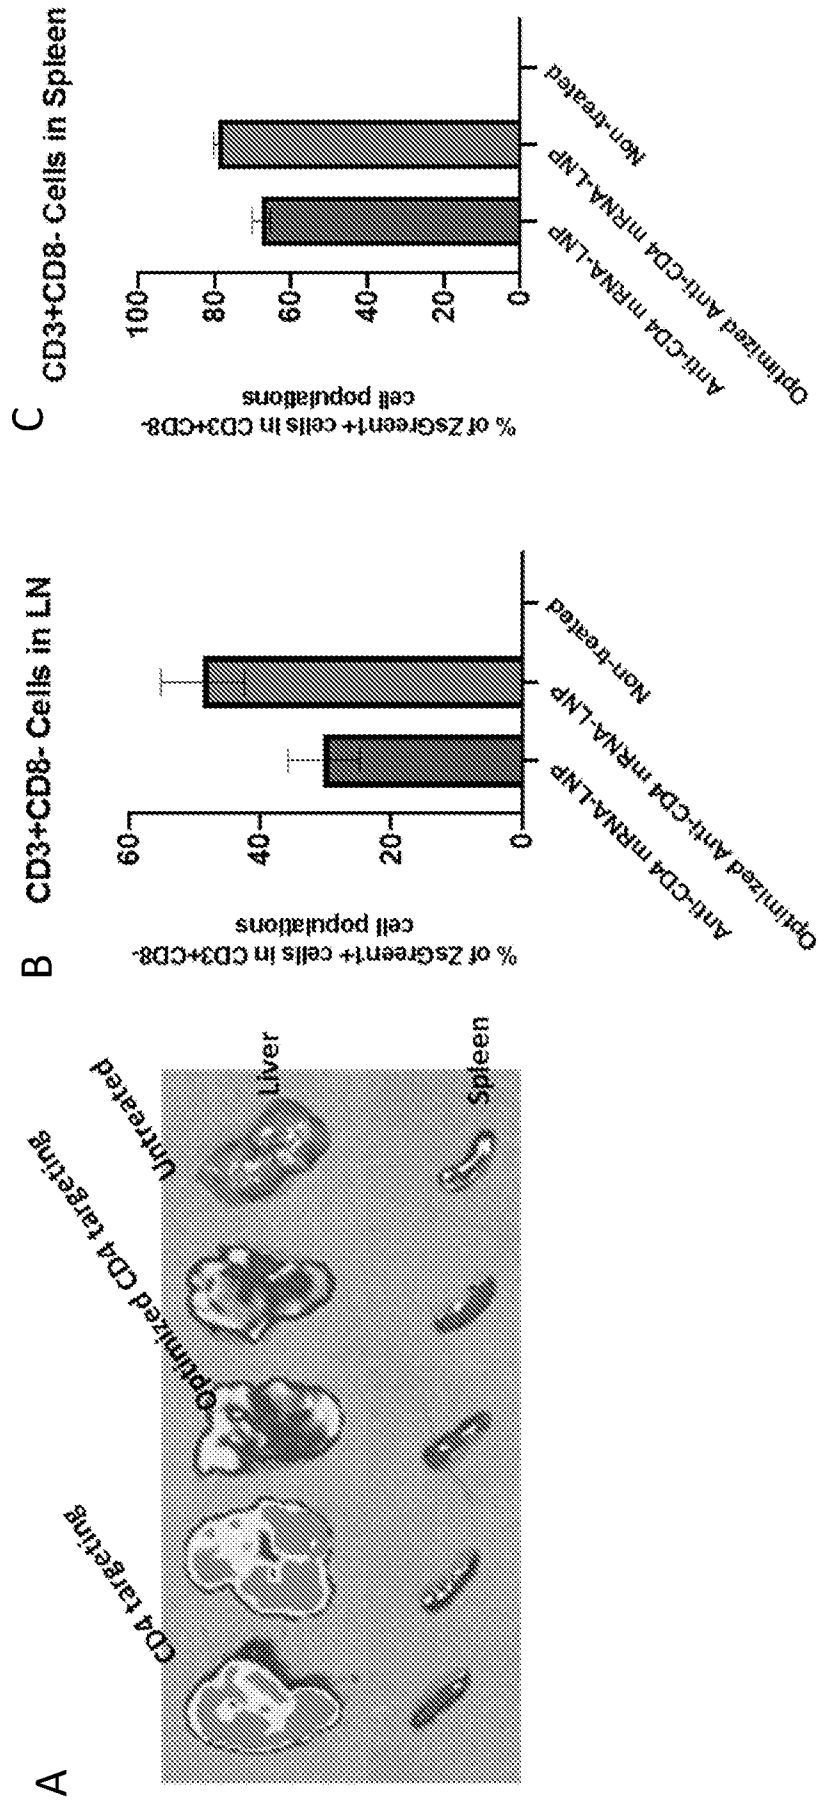 A
CD4 targeting
Optimized CD4 targeting
Untreated
Liver
Spleen
B
CD3+CD8- Cells in LN
% of ZsGreen1+ cells in CD3+CD8-
cell populations
60
40
20
0
Anti-CD4 mRNA-LNP
Optimized Anti-CD4 mRNA-LNP
Non-treated
C
CD3+CD8- Cells in Spleen
% of ZsGreen1+ cells in CD3+CD8-
cell populations
100
80
60
40
20
0
Anti-CD4 mRNA-LNP
Optimized Anti-CD4 mRNA-LNP
Non-treated